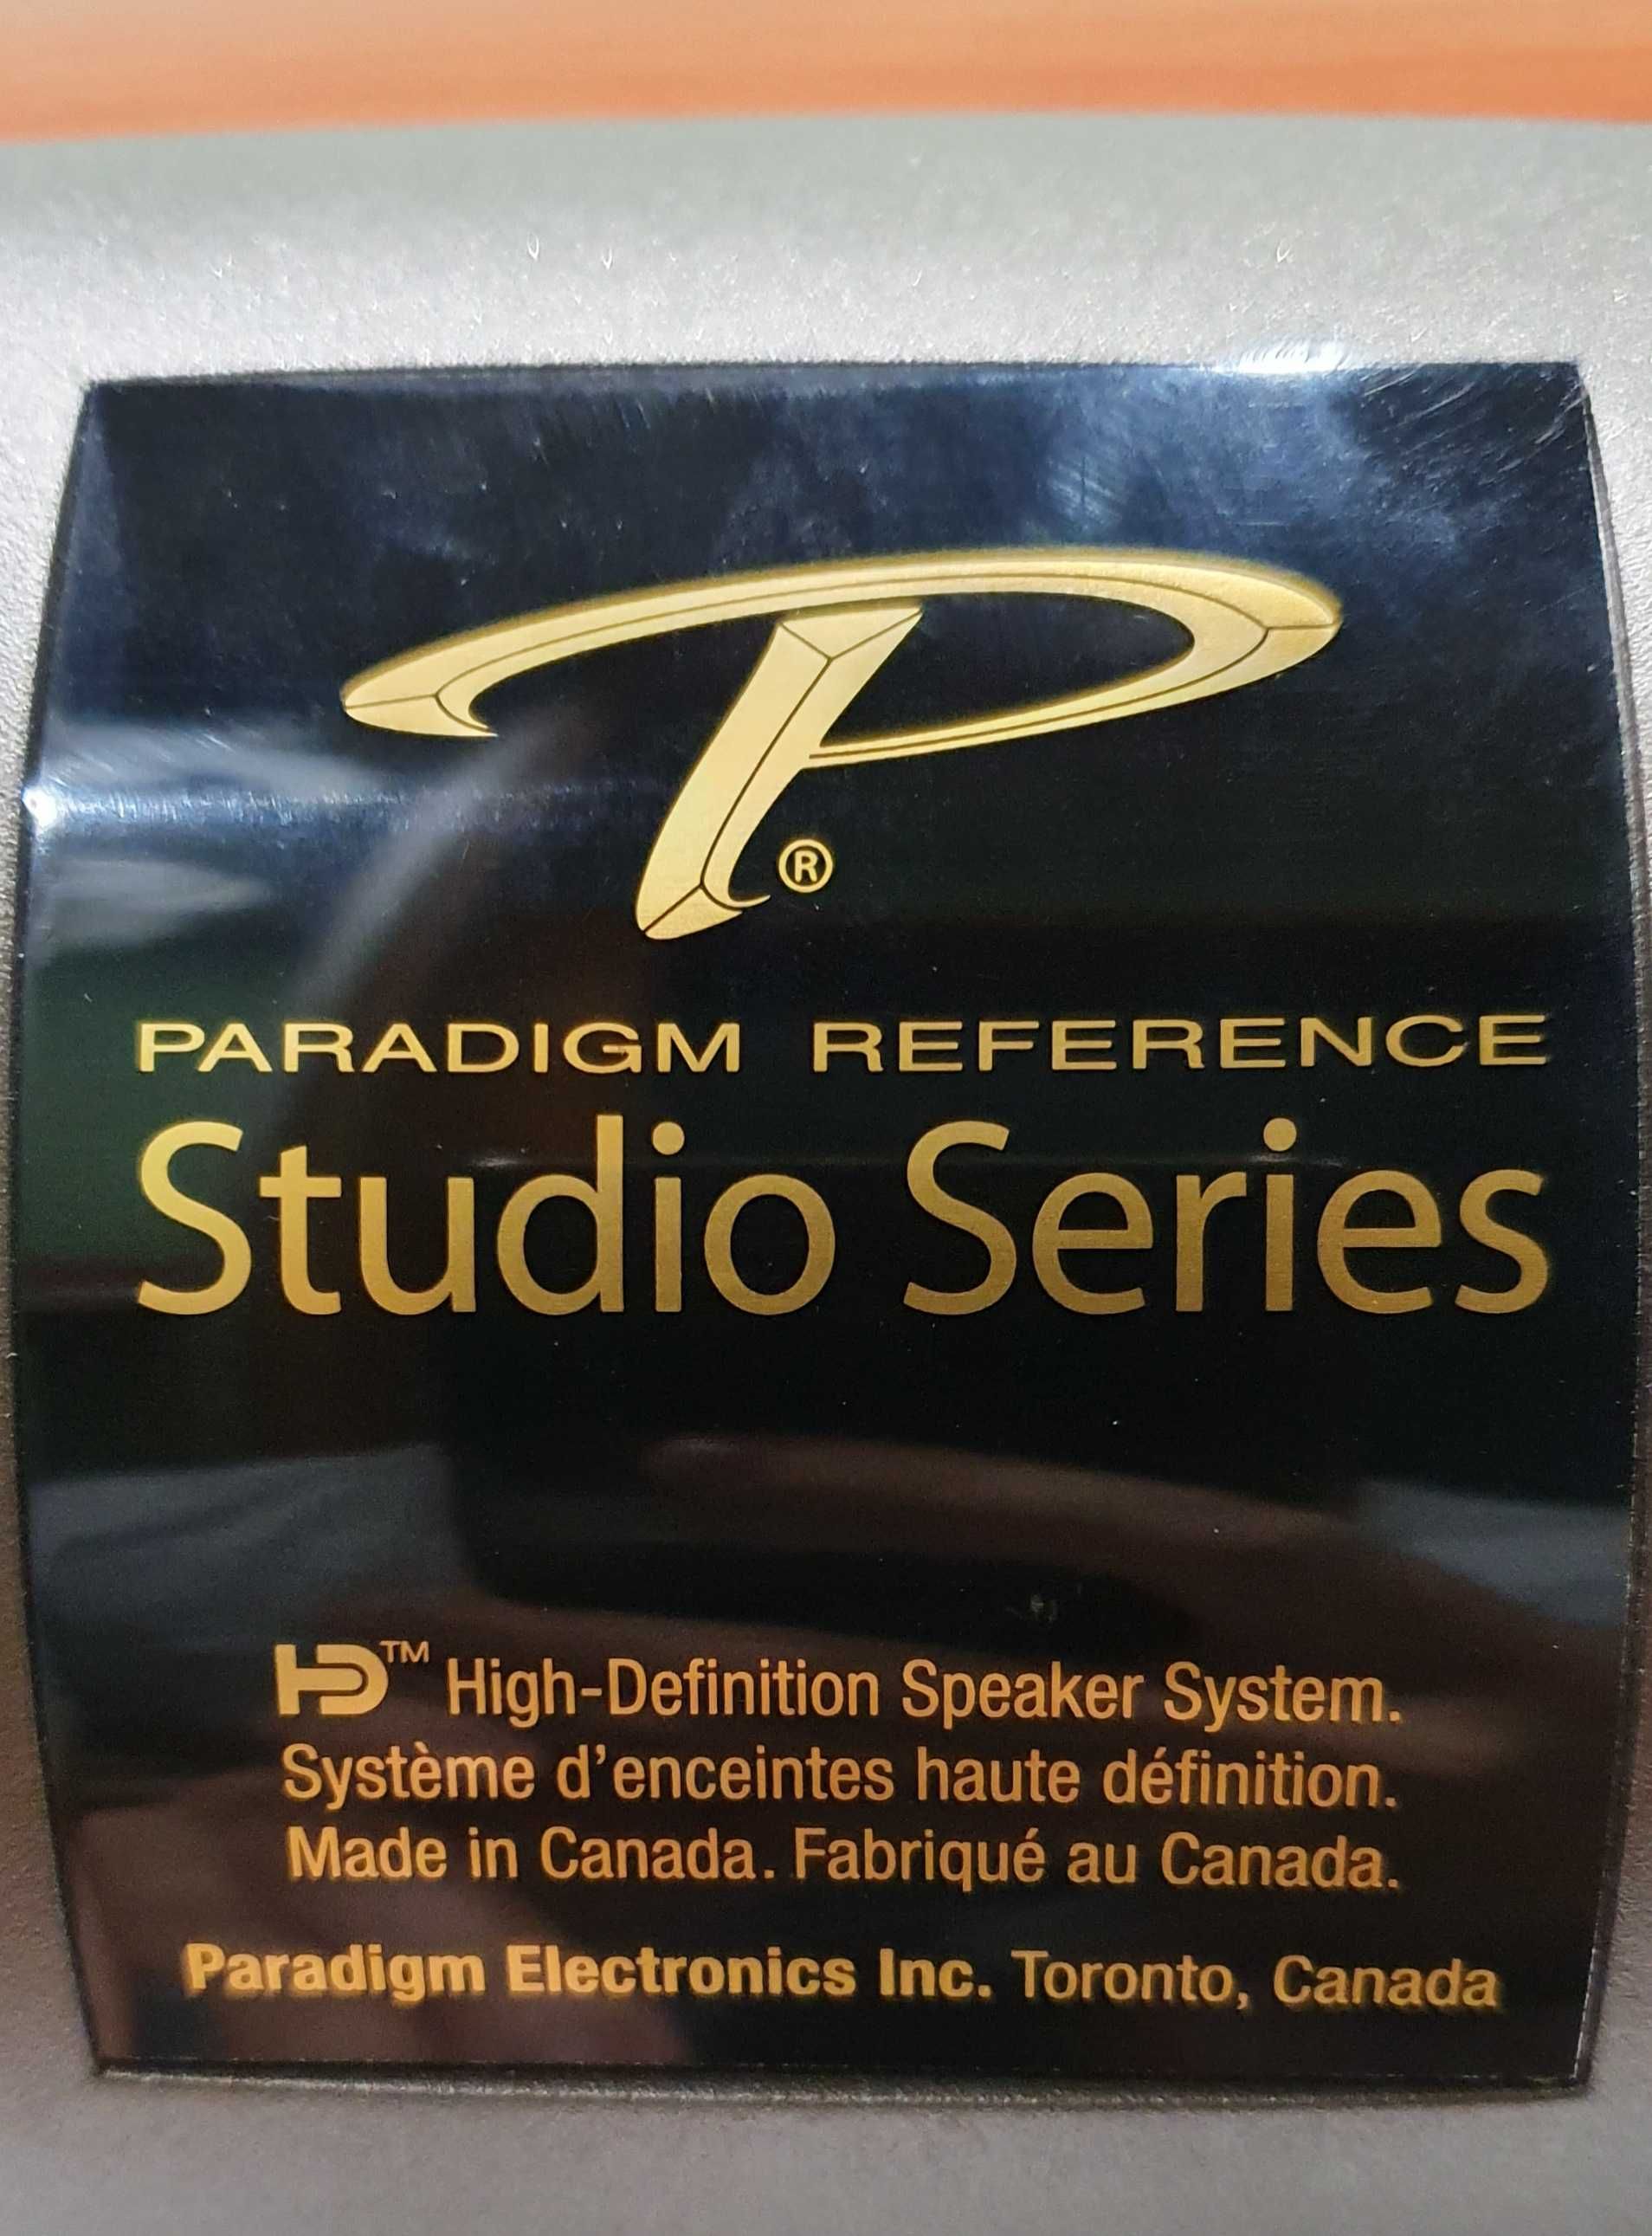 P®
PARADIGM REFERENCE
Studio Series
HD™ High-Definition Speaker System.
Système d'enceintes haute définition.
Made in Canada. Fabriqué au Canada.
Paradigm Electronics Inc. Toronto, Canada